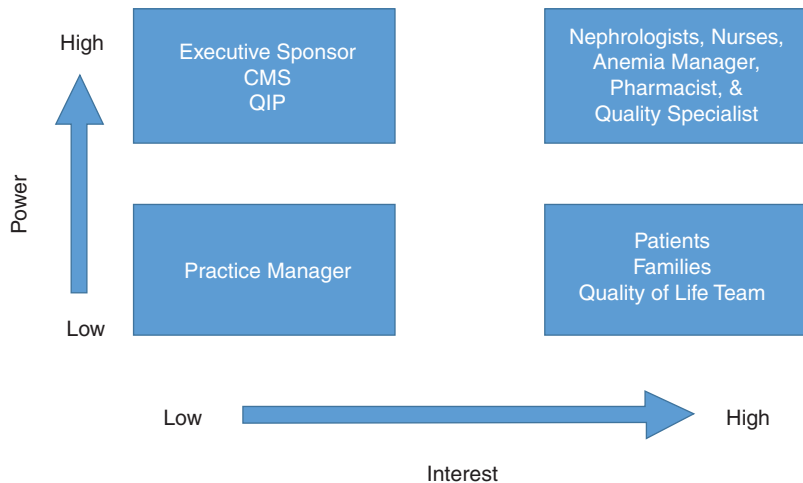 High
Executive Sponsor
CMS
QIP
Nephrologists, Nurses,
Anemia Manager,
Pharmacist, &
Quality Specialist
Power
Practice Manager
Patients
Families
Quality of Life Team
Low
Low
High
Interest